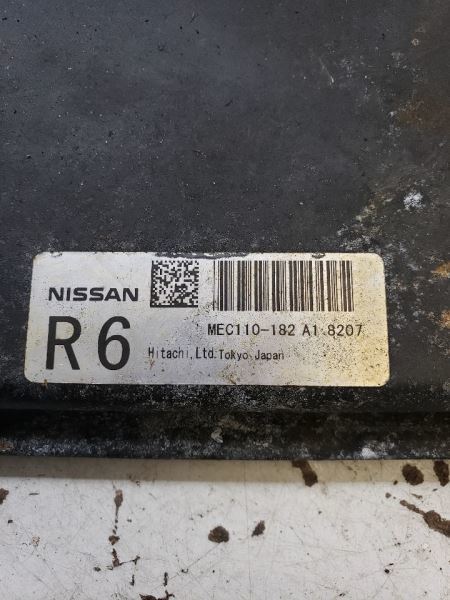 NISSAN
R6
MEC110-182 A1 8207
Hitachi,Ltd.Tokyo Japan